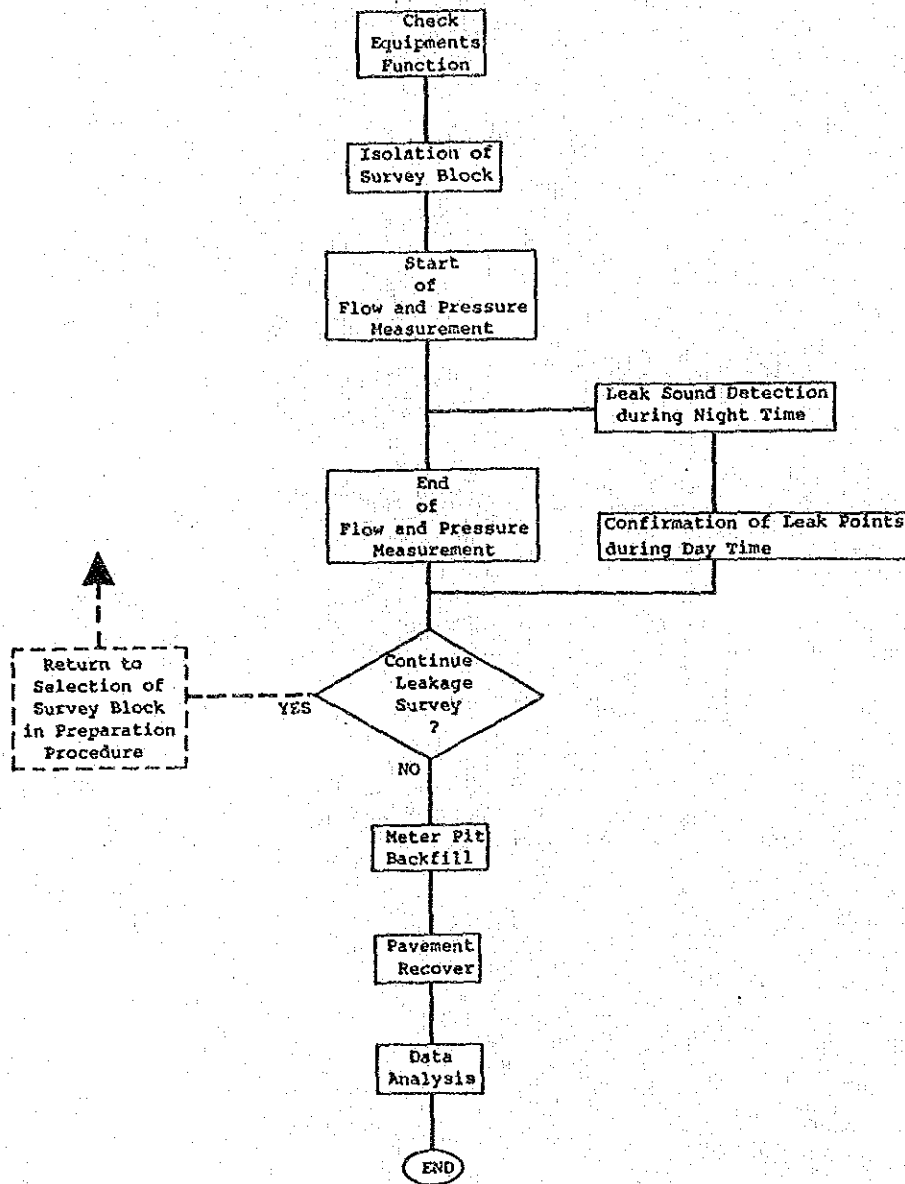 Check
Equipments
Function
Isolation of
Survey Block
Start
of
Flow and Pressure
Measurement
Leak Sound Detection
during Night Time
End
of
Flow and Pressure
Measurement
Confirmation of Leak Points
during Day Time
Return to
Selection of
Survey Block
in Preparation
Procedure
YES
Continue
Leakage
Survey
?
NO
Meter Pit
Backfill
Pavement
Recover
Data
Analysis
END